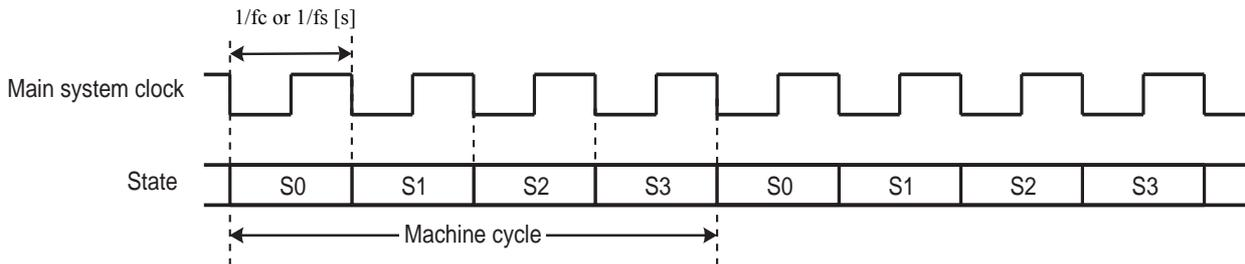 1/fc or 1/fs [s]
Main system clock
State S0 S1 S2 S3 S0 S1 S2 S3
Machine cycle